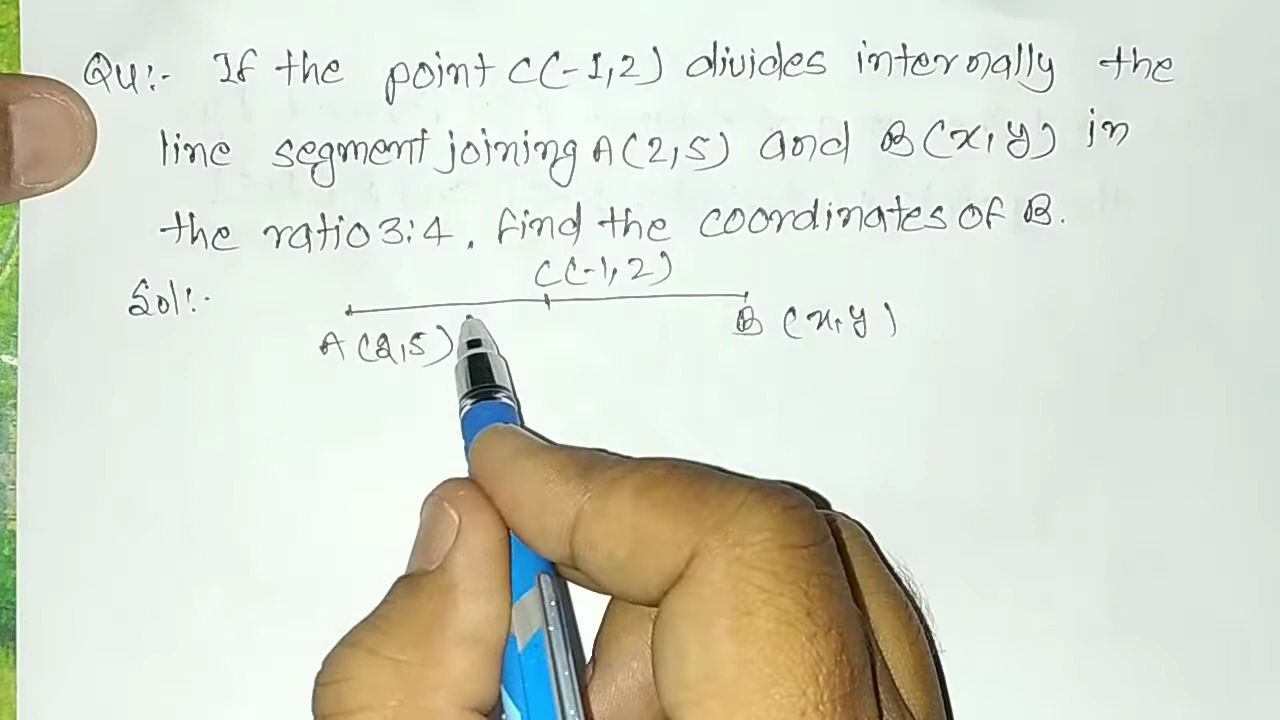 Qu:- If the point C(-1,2) divides internally the
line segment joining A(2,5) and B(x,y) in
the ratio 3:4. find the coordinates of B.
Sol:-
C(-1,2)
A(2,5)
B(x,y)